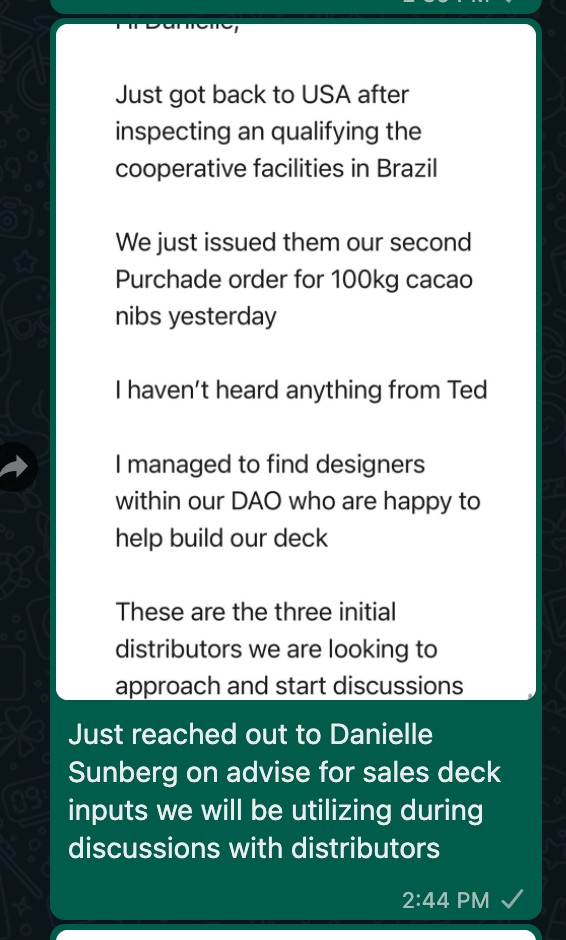 Hi Danielle,
Just got back to USA after
inspecting an qualifying the
cooperative facilities in Brazil
We just issued them our second
Purchade order for 100kg cacao
nibs yesterday
I haven't heard anything from Ted
I managed to find designers
within our DAO who are happy to
help build our deck
These are the three initial
distributors we are looking to
approach and start discussions
Just reached out to Danielle
Sunberg on advise for sales deck
inputs we will be utilizing during
discussions with distributors
2:44 PM